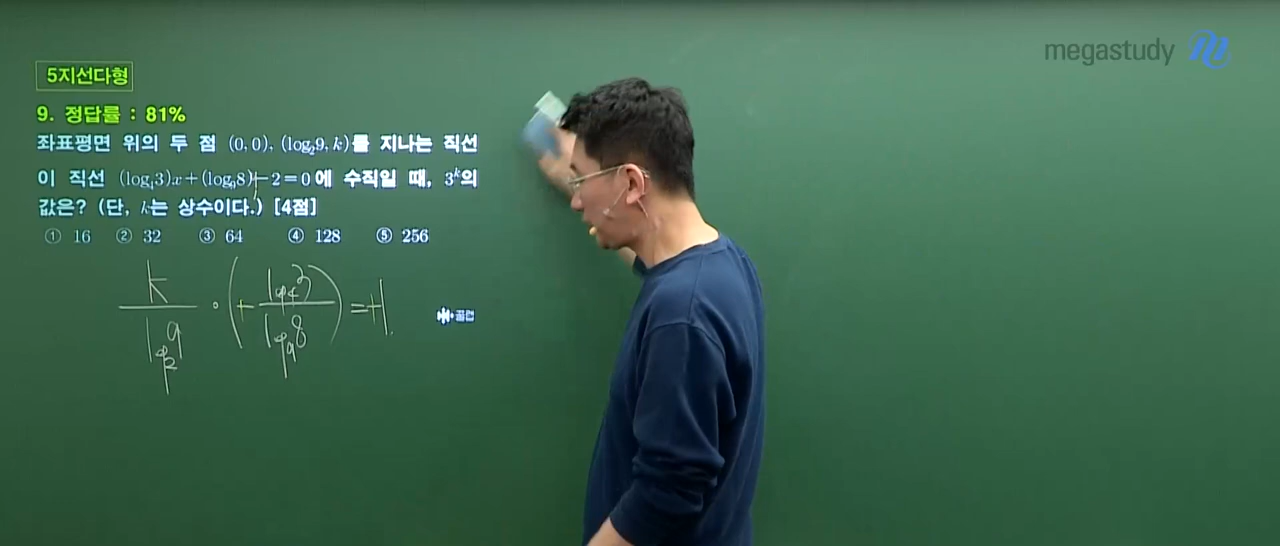 megastudy
5지선다형
9. 정답률 : 81%
좌표평면 위의 두 점 (0, 0), (log₂9, k)를 지나는 직선
이 직선 (log₄3)x+(log₉8)y−2=0에 수직일 때, 3ᵏ의
값은? (단, k는 상수이다.) [4점]
① 16 ② 32 ③ 64 ④ 128 ⑤ 256
k/log₂9 · (+ log₄3/log₉8) = +1.